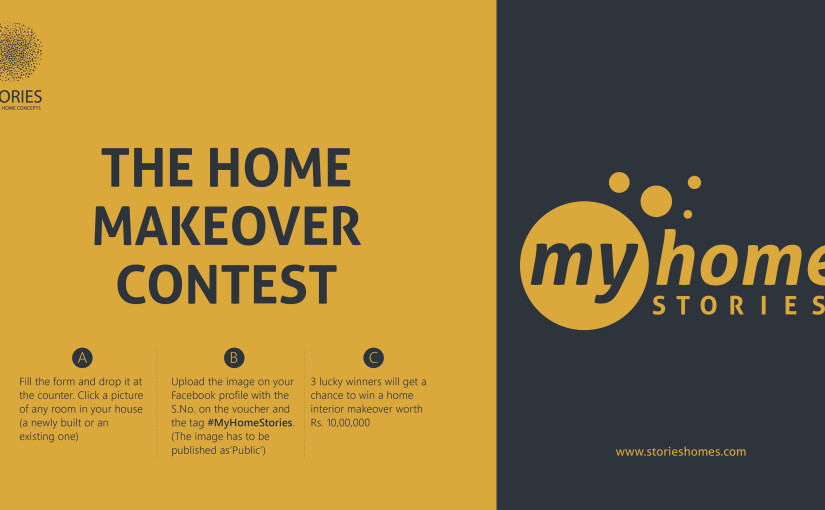 ORIES
HOME CONCEPTS
THE HOME
MAKEOVER
CONTEST
A
Fill the form and drop it at
the counter. Click a picture
of any room in your house
(a newly built or an
existing one)
B
Upload the image on your
Facebook profile with the
S.No. on the voucher and
the tag #MyHomeStories.
(The image has to be
published as'Public')
C
3 lucky winners will get a
chance to win a home
interior makeover worth
Rs. 10,00,000
my home
STORIES
www.storieshomes.com